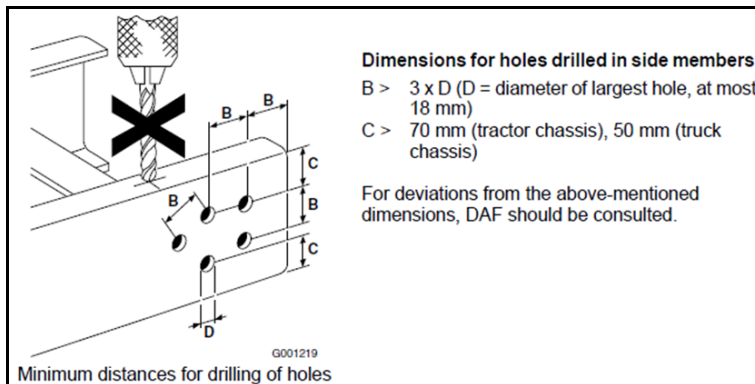 B
B
C
B
B
C
D
G001219
Minimum distances for drilling of holes
Dimensions for holes drilled in side members
B > 3 x D (D = diameter of largest hole, at most
18 mm)
C > 70 mm (tractor chassis), 50 mm (truck
chassis)
For deviations from the above-mentioned
dimensions, DAF should be consulted.